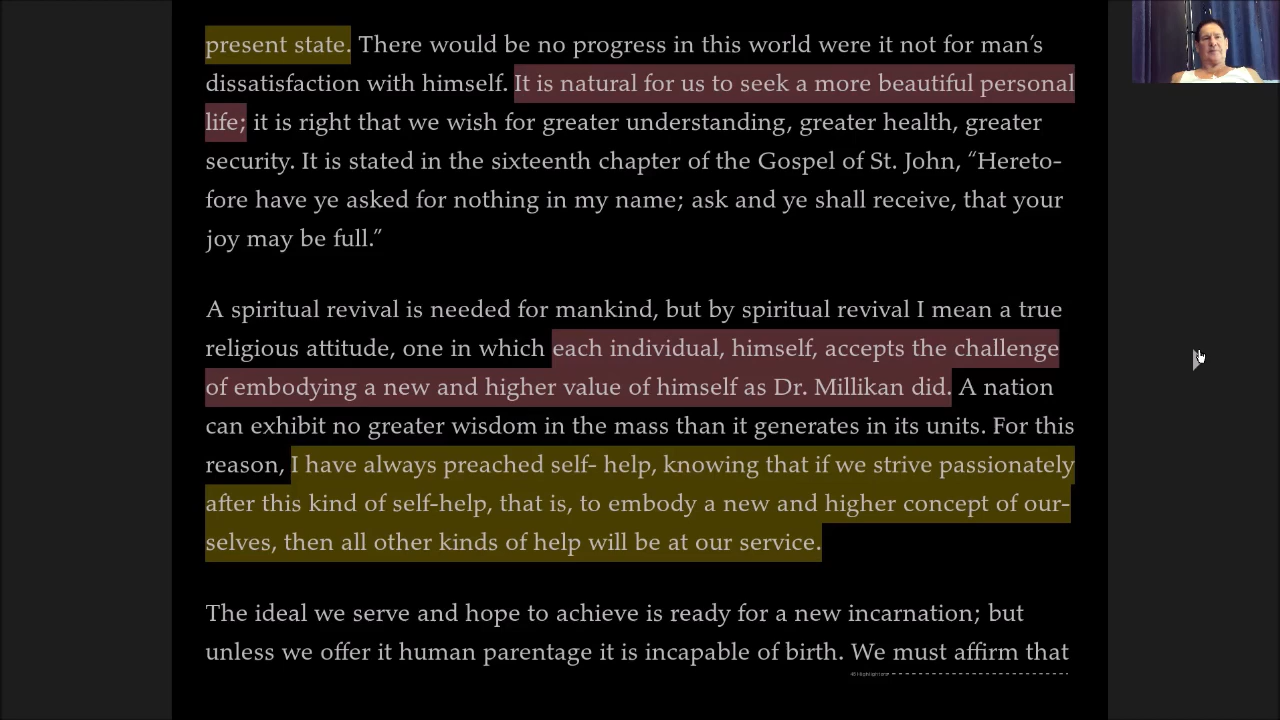 present state. There would be no progress in this world were it not for man's
dissatisfaction with himself. It is natural for us to seek a more beautiful personal
life; it is right that we wish for greater understanding, greater health, greater
security. It is stated in the sixteenth chapter of the Gospel of St. John, “Hereto-
fore have ye asked for nothing in my name; ask and ye shall receive, that your
joy may be full.”
A spiritual revival is needed for mankind, but by spiritual revival I mean a true
religious attitude, one in which each individual, himself, accepts the challenge
of embodying a new and higher value of himself as Dr. Millikan did. A nation
can exhibit no greater wisdom in the mass than it generates in its units. For this
reason, I have always preached self- help, knowing that if we strive passionately
after this kind of self-help, that is, to embody a new and higher concept of our-
selves, then all other kinds of help will be at our service.
The ideal we serve and hope to achieve is ready for a new incarnation; but
unless we offer it human parentage it is incapable of birth. We must affirm that